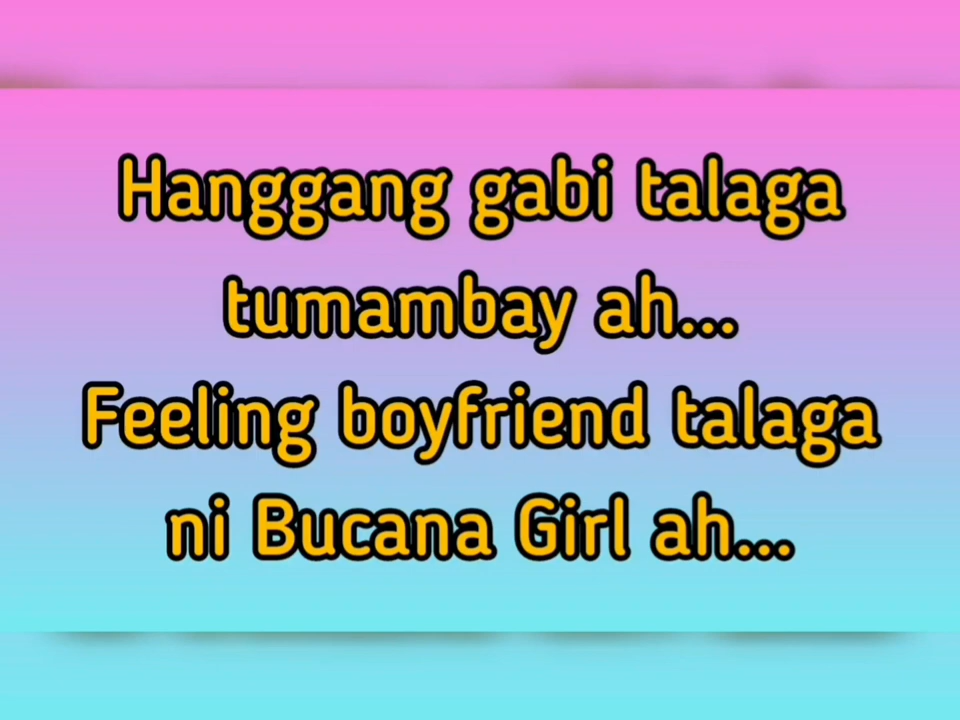 Hanggang gabi talaga
tumambay ah...
Feeling boyfriend talaga
ni Bucana Girl ah...